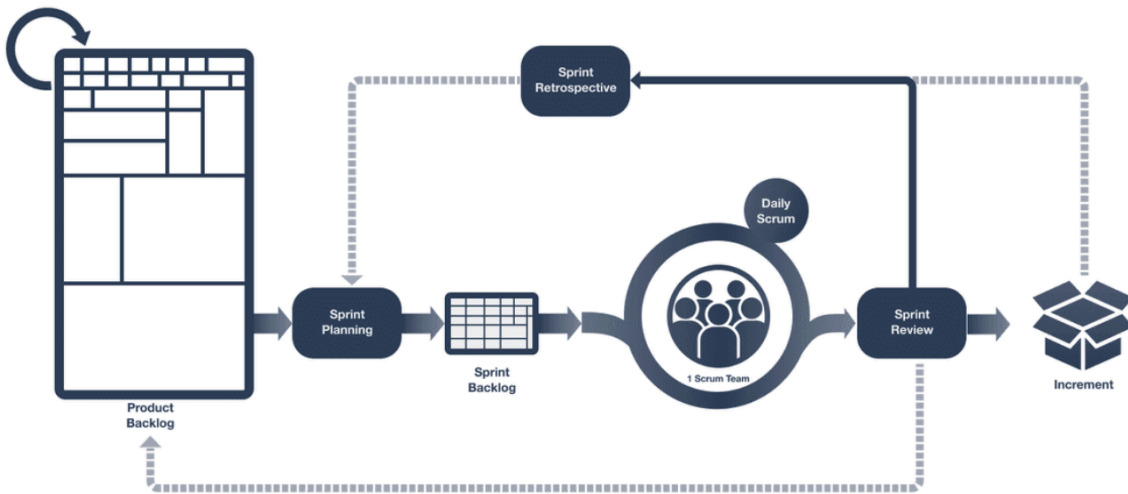 Sprint
Retrospective
Daily
Scrum
Sprint
Planning
Sprint
Review
Sprint
Backlog
1 Scrum Team
Increment
Product
Backlog